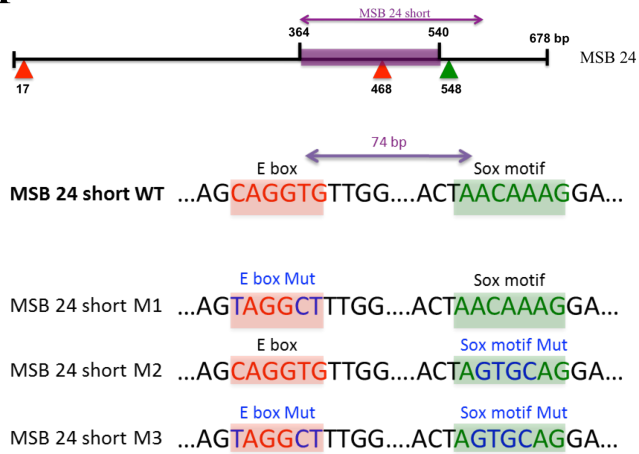 MSB 24 short
364 540 678 bp
MSB 24
17 468 548
74 bp
E box Sox motif
MSB 24 short WT ...AGCAGGTGTTGG....ACTAACAAAGGA...
E box Mut Sox motif
MSB 24 short M1 ...AGTAGGCTTTGG....ACTAACAAAGGA...
E box Sox motif Mut
MSB 24 short M2 ...AGCAGGTGTTGG....ACTAGTGCAGGA...
E box Mut Sox motif Mut
MSB 24 short M3 ...AGTAGGCTTTGG....ACTAGTGCAGGA...